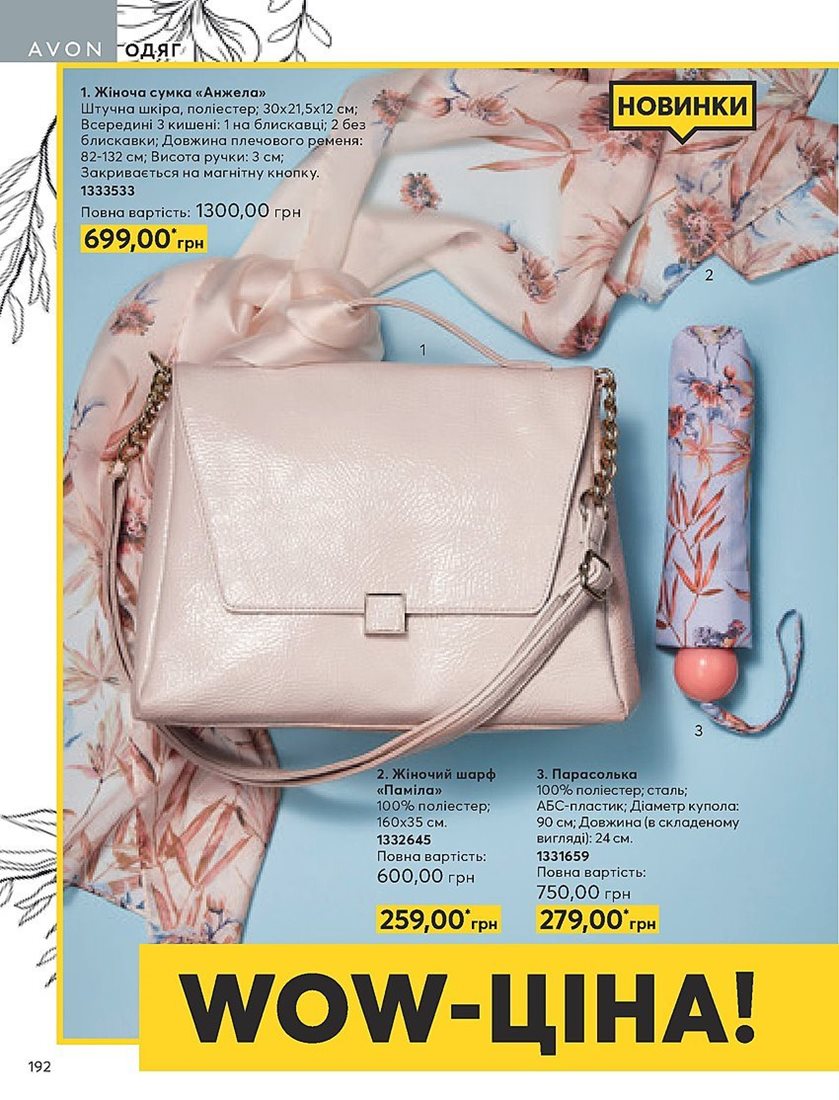 AVON
ОДЯГ
1. Жіноча сумка «Анжела»
Штучна шкіра, поліестер; 30x21,5x12 см;
Всередині 3 кишені: 1 на блискавці; 2 без
блискавки; Довжина плечового ременя:
82-132 см; Висота ручки: 3 см;
Закривається на магнітну кнопку.
1333533
Повна вартість: 1300,00 грн
699,00*грн
НОВИНКИ
2
1
3
2. Жіночий шарф
«Паміла»
100% поліестер;
160x35 см.
1332645
Повна вартість:
600,00 грн
259,00*грн
3. Парасолька
100% поліестер; сталь;
АБС-пластик; Діаметр купола:
90 см; Довжина (в складеному
вигляді): 24 см.
1331659
Повна вартість:
750,00 грн
279,00*грн
WOW-ЦІНА!
192